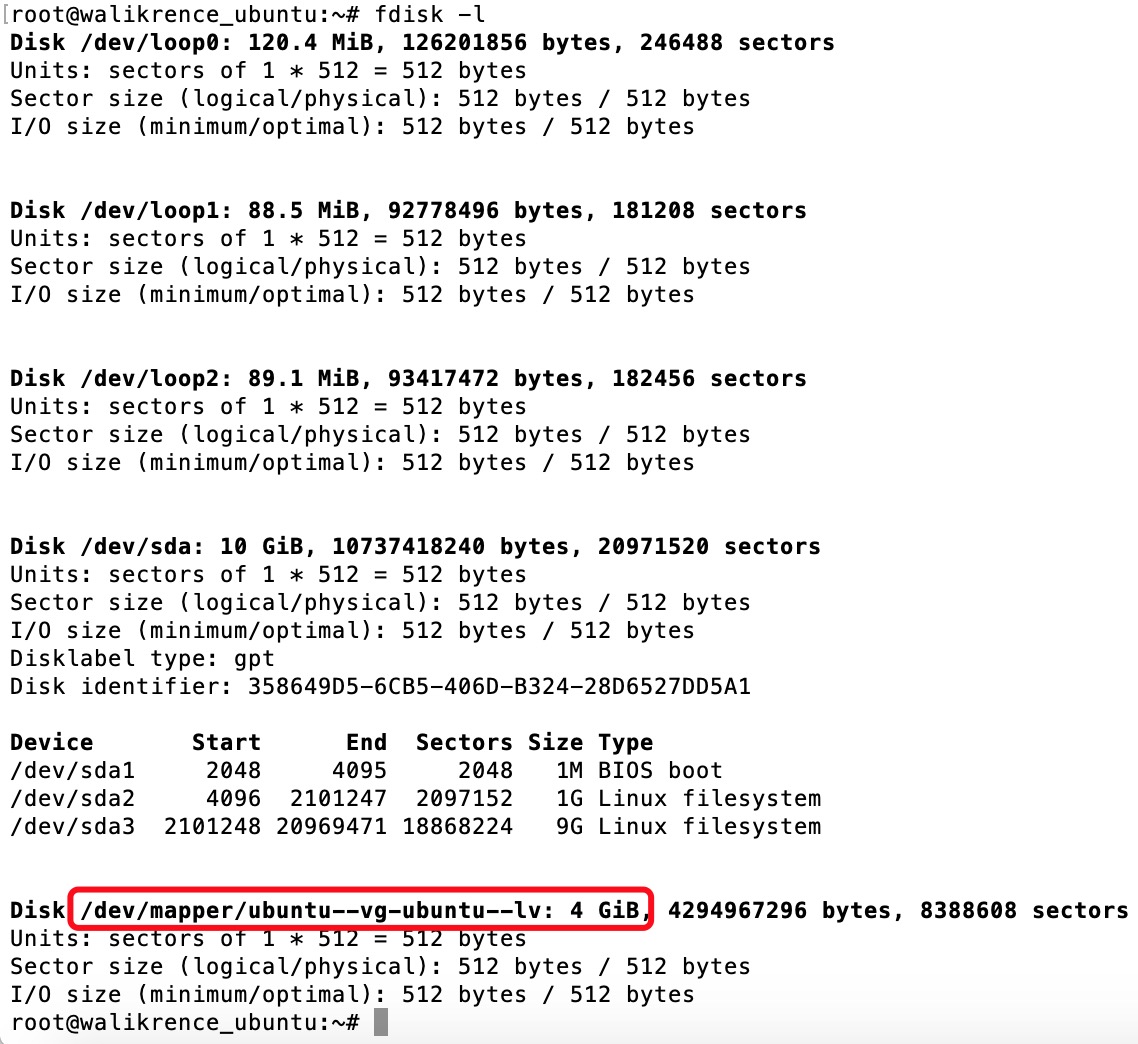 [root@walikrence_ubuntu:~# fdisk -l
Disk /dev/loop0: 120.4 MiB, 126201856 bytes, 246488 sectors
Units: sectors of 1 * 512 = 512 bytes
Sector size (logical/physical): 512 bytes / 512 bytes
I/O size (minimum/optimal): 512 bytes / 512 bytes
Disk /dev/loop1: 88.5 MiB, 92778496 bytes, 181208 sectors
Units: sectors of 1 * 512 = 512 bytes
Sector size (logical/physical): 512 bytes / 512 bytes
I/O size (minimum/optimal): 512 bytes / 512 bytes
Disk /dev/loop2: 89.1 MiB, 93417472 bytes, 182456 sectors
Units: sectors of 1 * 512 = 512 bytes
Sector size (logical/physical): 512 bytes / 512 bytes
I/O size (minimum/optimal): 512 bytes / 512 bytes
Disk /dev/sda: 10 GiB, 10737418240 bytes, 20971520 sectors
Units: sectors of 1 * 512 = 512 bytes
Sector size (logical/physical): 512 bytes / 512 bytes
I/O size (minimum/optimal): 512 bytes / 512 bytes
Disklabel type: gpt
Disk identifier: 358649D5-6CB5-406D-B324-28D6527DD5A1
Device       Start      End  Sectors Size Type
/dev/sda1     2048     4095     2048   1M BIOS boot
/dev/sda2     4096  2101247  2097152   1G Linux filesystem
/dev/sda3  2101248 20969471 18868224   9G Linux filesystem
Disk /dev/mapper/ubuntu--vg-ubuntu--lv: 4 GiB, 4294967296 bytes, 8388608 sectors
Units: sectors of 1 * 512 = 512 bytes
Sector size (logical/physical): 512 bytes / 512 bytes
I/O size (minimum/optimal): 512 bytes / 512 bytes
root@walikrence_ubuntu:~#